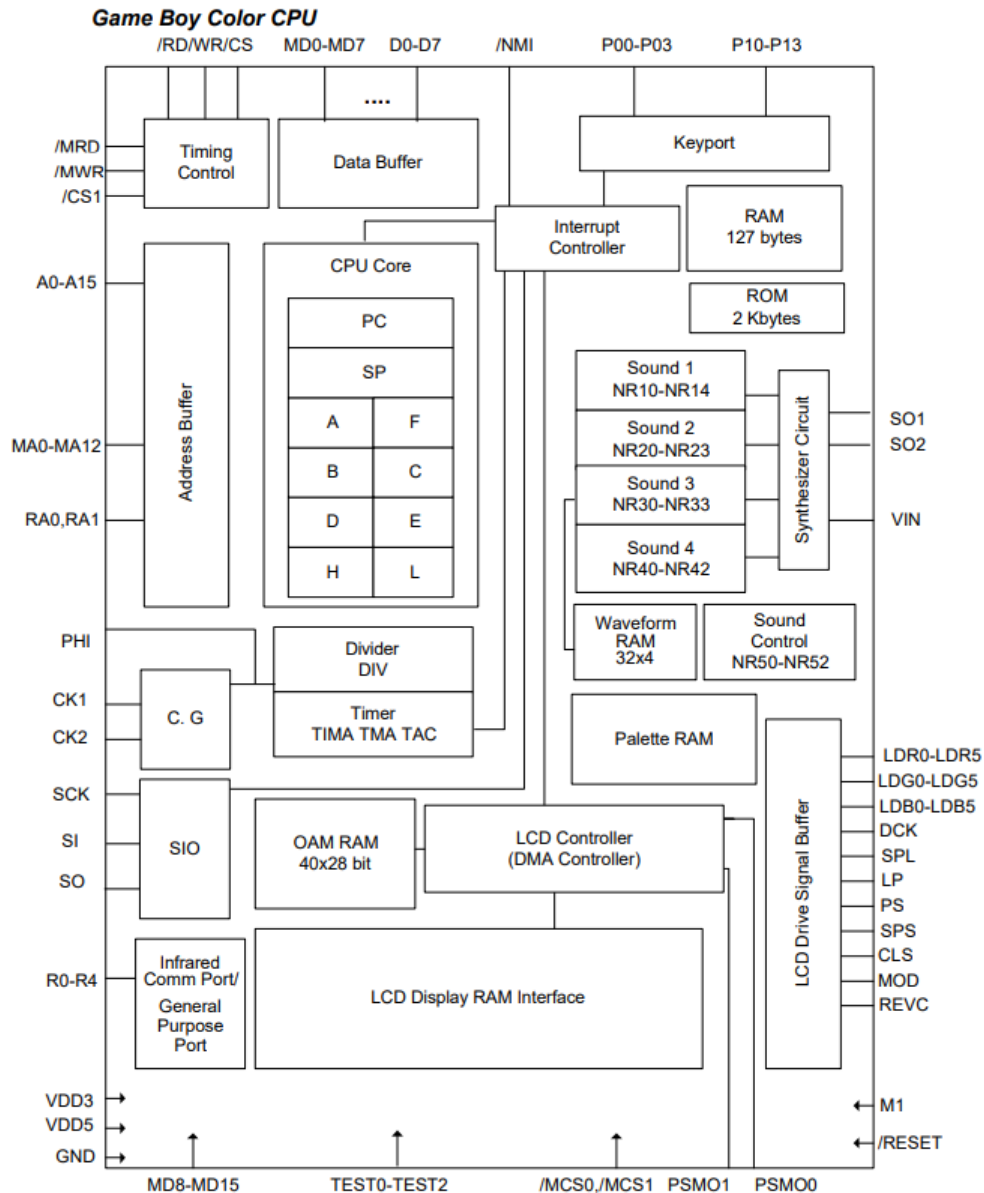 Game Boy Color CPU
/RD/WR/CS MD0-MD7 D0-D7 /NMI P00-P03 P10-P13
....
/MRD
/MWR
/CS1
Timing
Control
Data Buffer
Keyport
Interrupt
Controller
RAM
127 bytes
ROM
2 Kbytes
A0-A15
MA0-MA12
RA0,RA1
Address Buffer
CPU Core
PC
SP
A F
B C
D E
H L
Sound 1
NR10-NR14
Sound 2
NR20-NR23
Sound 3
NR30-NR33
Sound 4
NR40-NR42
Synthesizer Circuit
SO1
SO2
VIN
Waveform
RAM
32x4
Sound
Control
NR50-NR52
PHI
CK1
CK2
C. G
Divider
DIV
Timer
TIMA TMA TAC
Palette RAM
SCK
SI
SO
SIO
OAM RAM
40x28 bit
LCD Controller
(DMA Controller)
LCD Drive Signal Buffer
LDR0-LDR5
LDG0-LDG5
LDB0-LDB5
DCK
SPL
LP
PS
SPS
CLS
MOD
REVC
R0-R4
Infrared
Comm Port/
General
Purpose
Port
LCD Display RAM Interface
VDD3
VDD5
GND
M1
/RESET
MD8-MD15 TEST0-TEST2 /MCS0,/MCS1 PSMO1 PSMO0